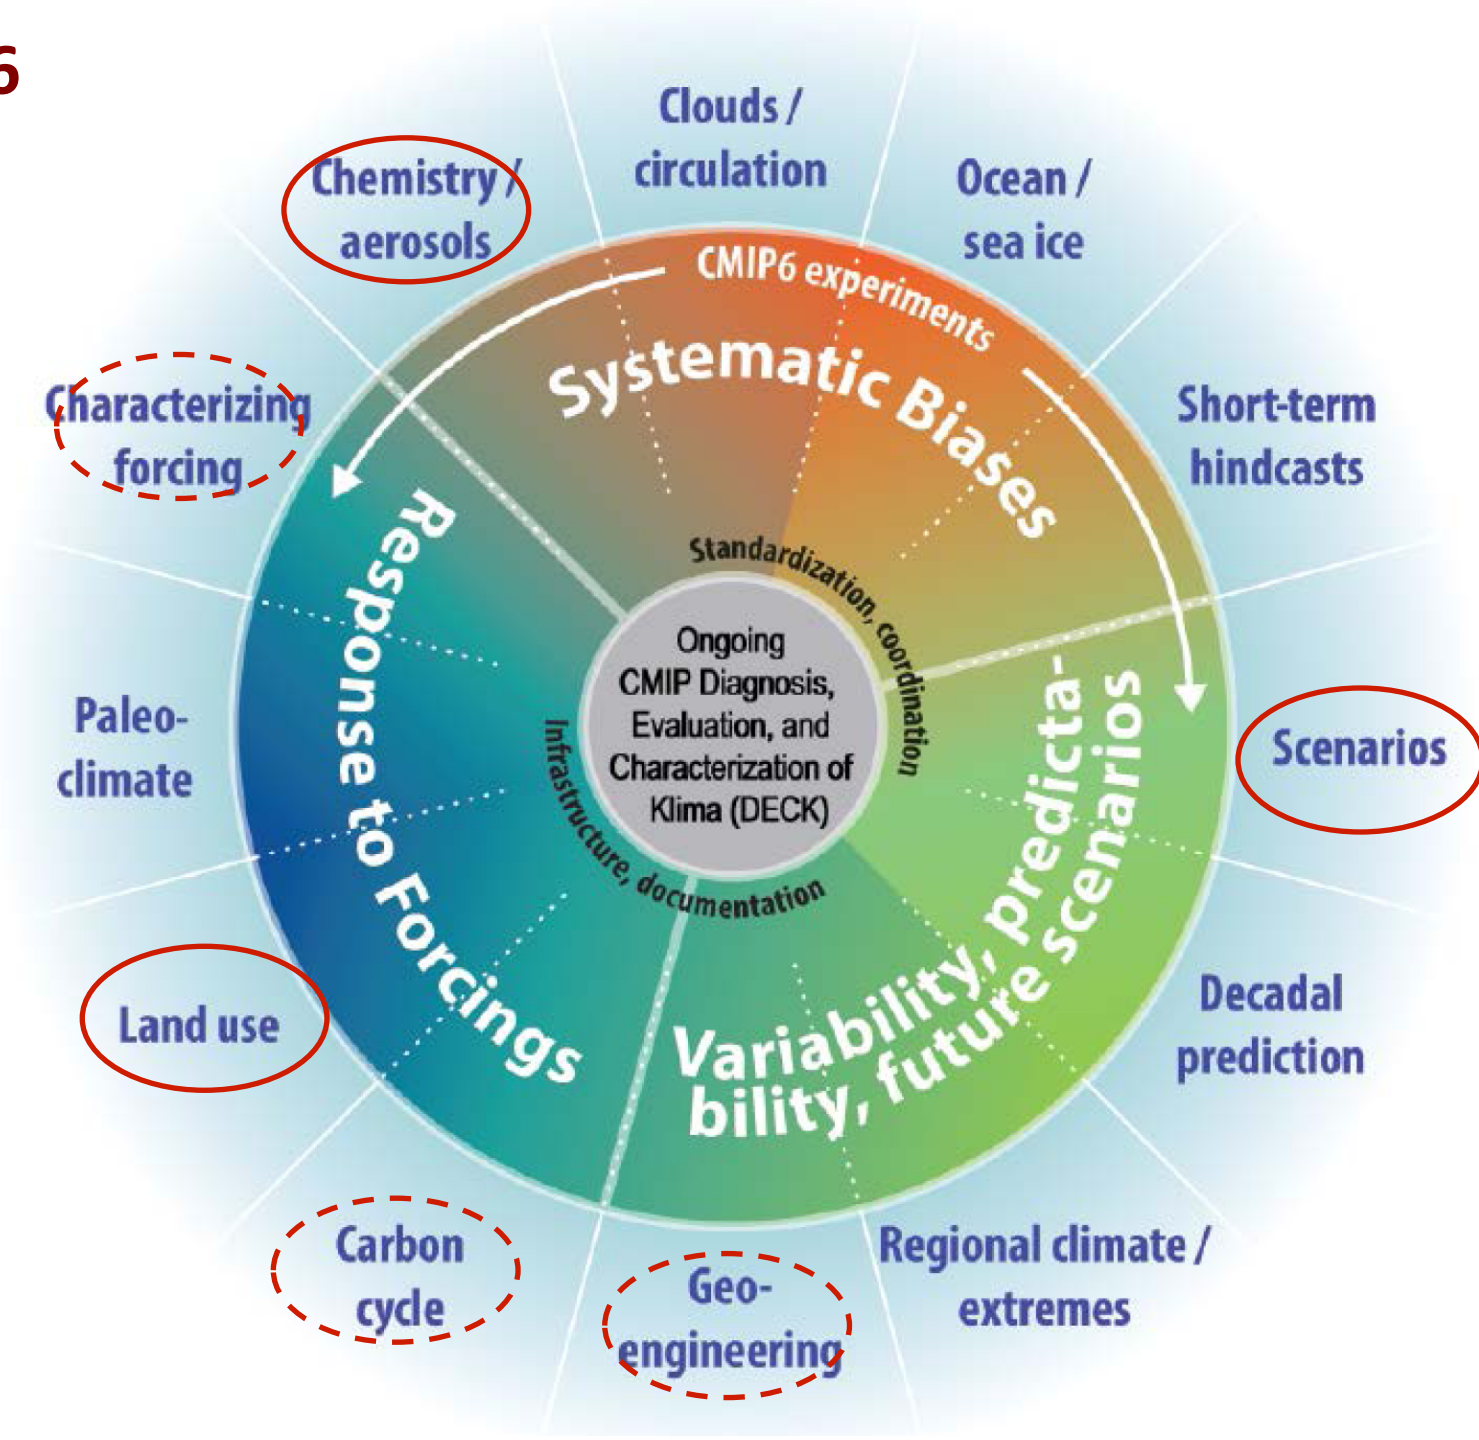 6
Clouds /
circulation
Ocean /
sea ice
Short-term
hindcasts
Scenarios
Decadal
prediction
Regional climate /
extremes
Geo-
engineering
Carbon
cycle
Land use
Paleo-
climate
Characterizing
forcing
Chemistry /
aerosols
CMIP6 experiments
Systematic Biases
Variability, predicta-
bility, future scenarios
Response to Forcings
Standardization, coordination
Infrastructure, documentation
Ongoing
CMIP Diagnosis,
Evaluation, and
Characterization of
Klima (DECK)